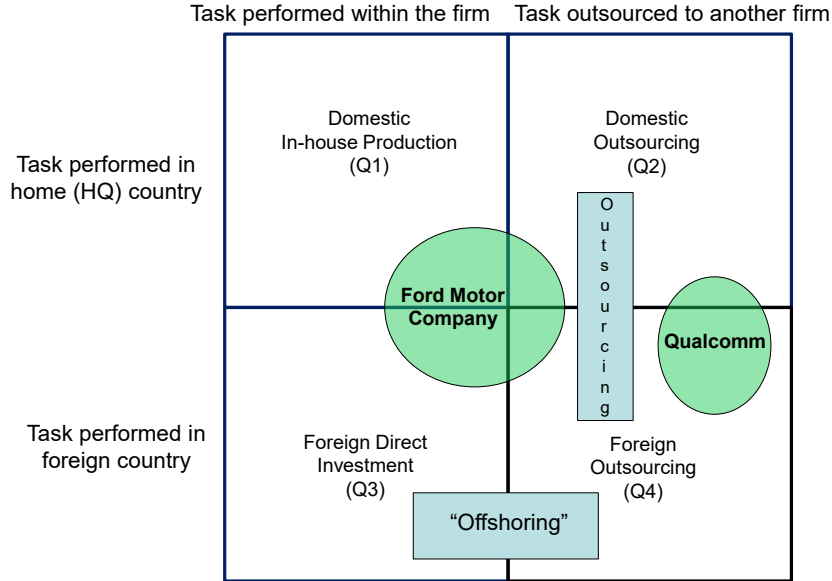 Task performed within the firm
Task outsourced to another firm
Task performed in
home (HQ) country
Domestic
In-house Production
(Q1)
Domestic
Outsourcing
(Q2)
Outsourcing
Ford Motor
Company
Qualcomm
Task performed in
foreign country
Foreign Direct
Investment
(Q3)
Foreign
Outsourcing
(Q4)
“Offshoring”